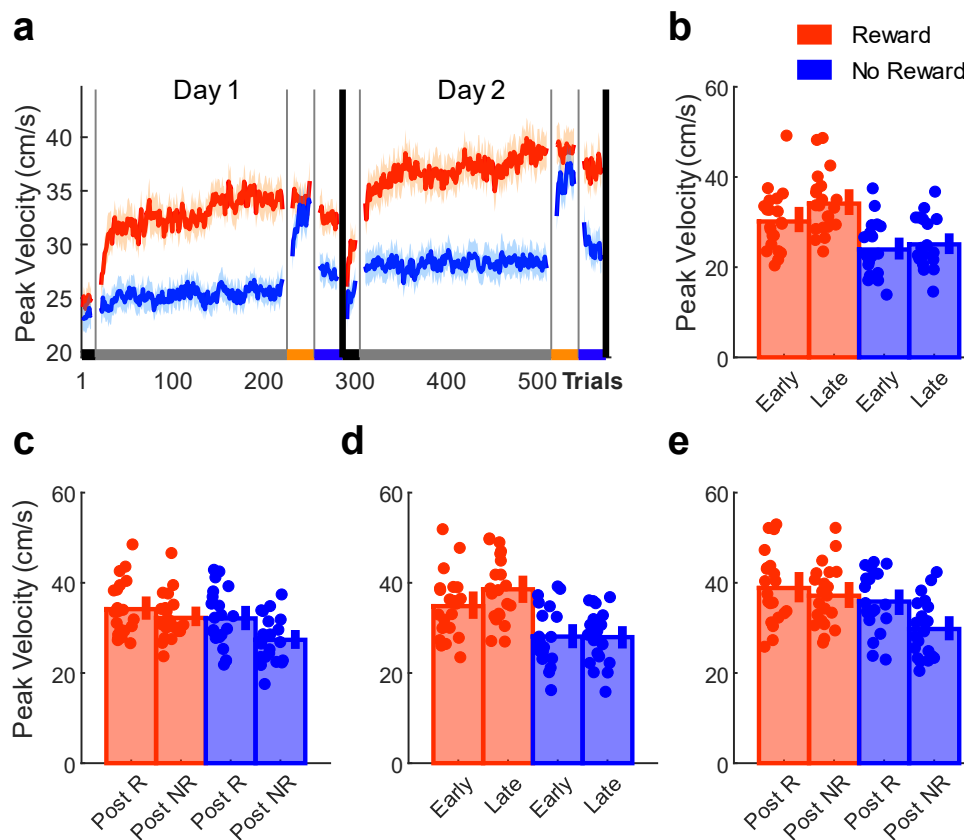 a
Day 1
Day 2
Peak Velocity (cm/s)
40
35
30
25
20
1
100
200
300
400
500
Trials
b
Reward
No Reward
Peak Velocity (cm/s)
60
40
20
0
Early
Late
Early
Late
c
Peak Velocity (cm/s)
60
40
20
0
Post R
Post NR
Post R
Post NR
d
60
40
20
0
Early
Late
Early
Late
e
60
40
20
0
Post R
Post NR
Post R
Post NR